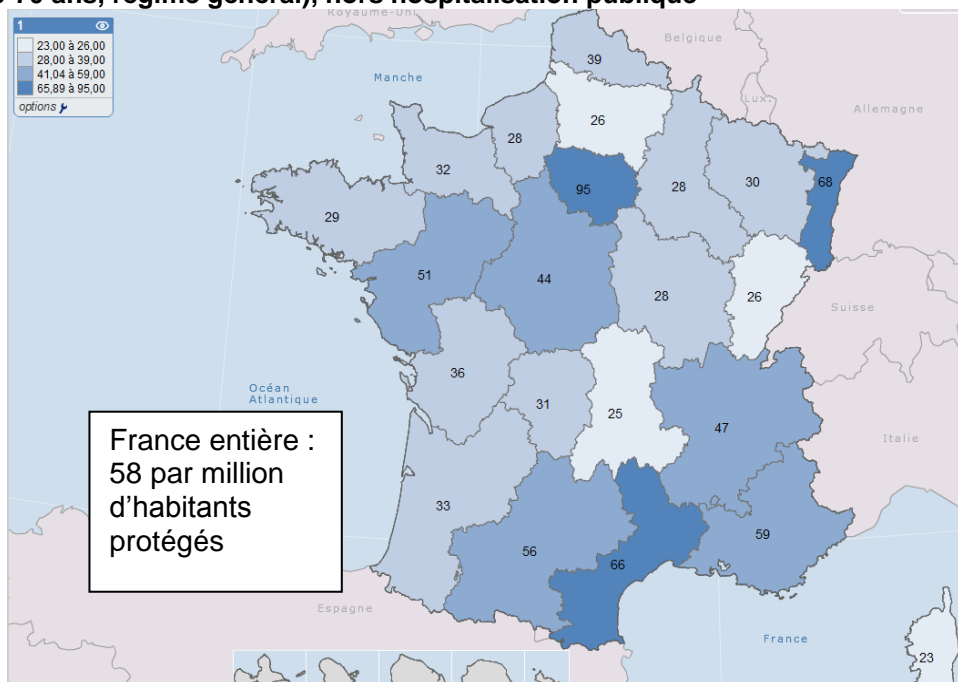 70 ans, régime général), hors hospitalisation publique
1
23,00 à 26,00
28,00 à 39,00
41,04 à 59,00
65,89 à 95,00
options
Royaume-Uni
Belgique
Manche
Lux.
Allemagne
39
26
28
32
95
28
30
68
29
51
44
28
26
Suisse
36
31
25
47
Océan
Atlantique
Italie
France entière :
58 par million
d'habitants
protégés
33
56
59
66
Espagne
France
23